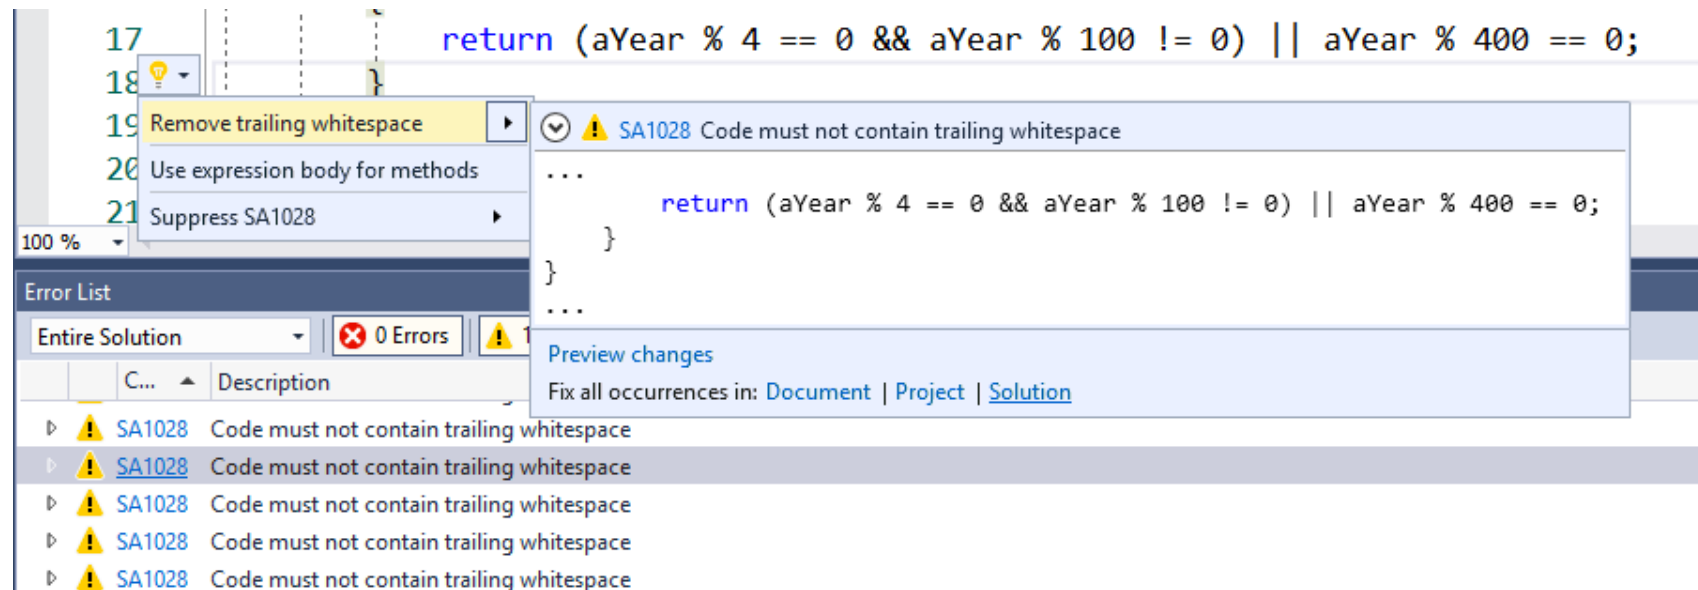 {
17 return (aYear % 4 == 0 && aYear % 100 != 0) || aYear % 400 == 0;
18 }
19
20
21
Remove trailing whitespace
Use expression body for methods
Suppress SA1028
SA1028 Code must not contain trailing whitespace
...
return (aYear % 4 == 0 && aYear % 100 != 0) || aYear % 400 == 0;
}
}
...
Preview changes
Fix all occurrences in: Document | Project | Solution
100 %
Error List
Entire Solution 0 Errors
C... Description
SA1028 Code must not contain trailing whitespace
SA1028 Code must not contain trailing whitespace
SA1028 Code must not contain trailing whitespace
SA1028 Code must not contain trailing whitespace
SA1028 Code must not contain trailing whitespace